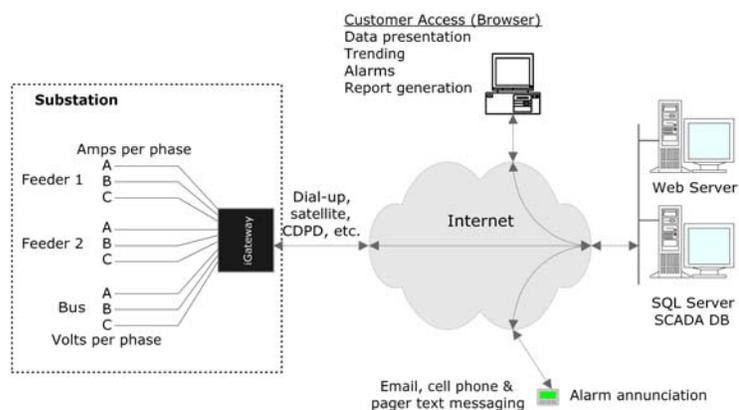 Customer Access (Browser)
Data presentation
Trending
Alarms
Report generation
Substation
Amps per phase
Feeder 1
A
B
C
Feeder 2
A
B
C
Bus
A
B
C
Volts per phase
iGateway
Dial-up,
satellite,
CDPD, etc.
Internet
Web Server
SQL Server
SCADA DB
Email, cell phone &
pager text messaging
Alarm annunciation